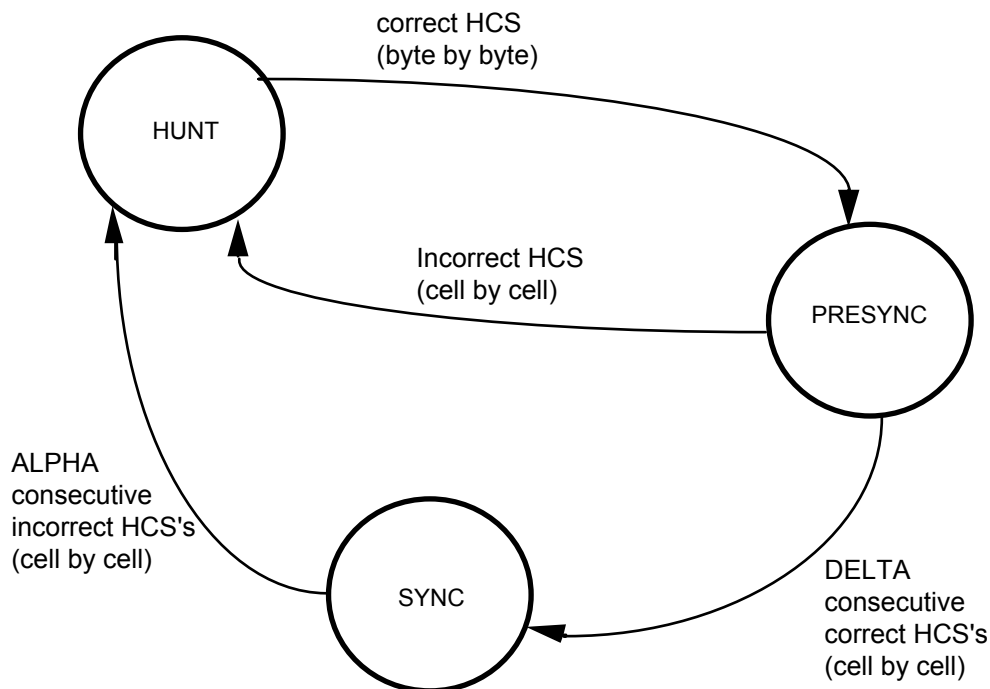 correct HCS
(byte by byte)
HUNT
Incorrect HCS
(cell by cell)
PRESYNC
ALPHA
consecutive
incorrect HCS's
(cell by cell)
SYNC
DELTA
consecutive
correct HCS's
(cell by cell)